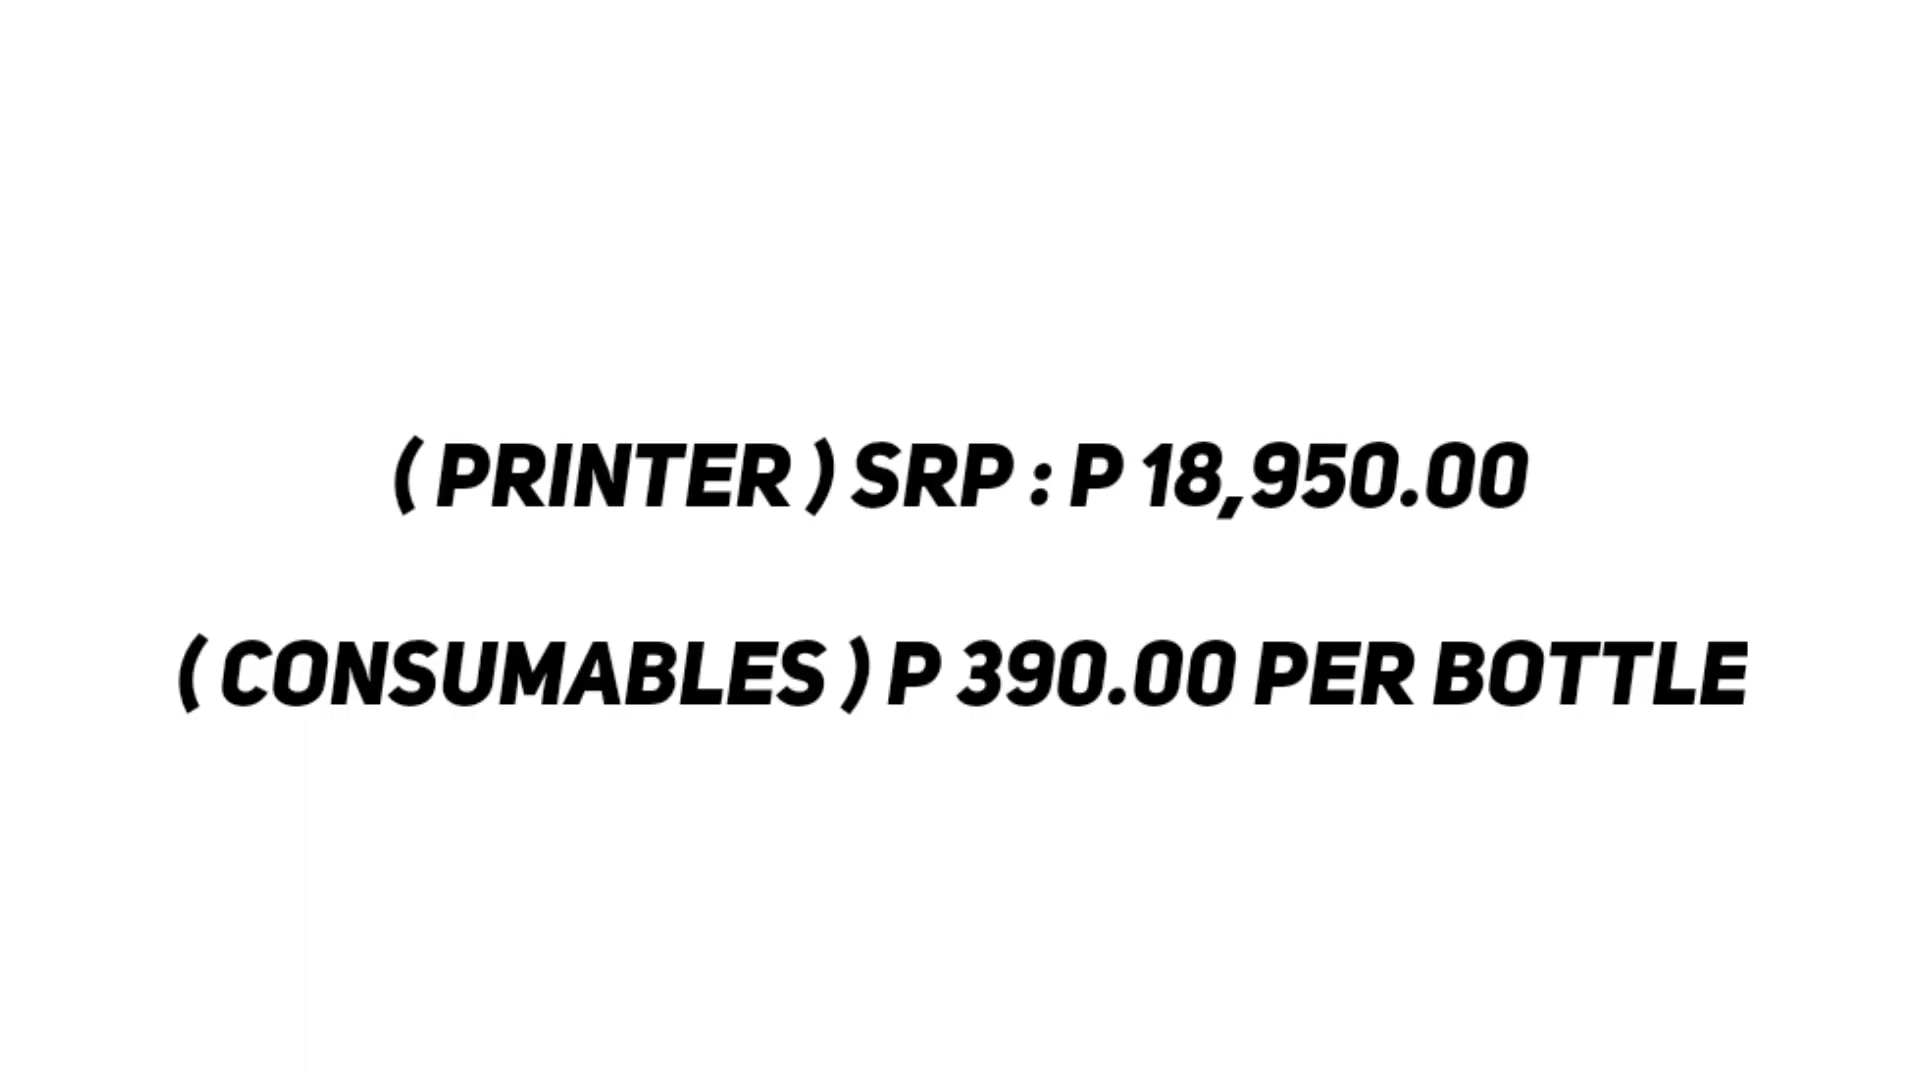 ( PRINTER ) SRP : P 18,950.00
( CONSUMABLES ) P 390.00 PER BOTTLE